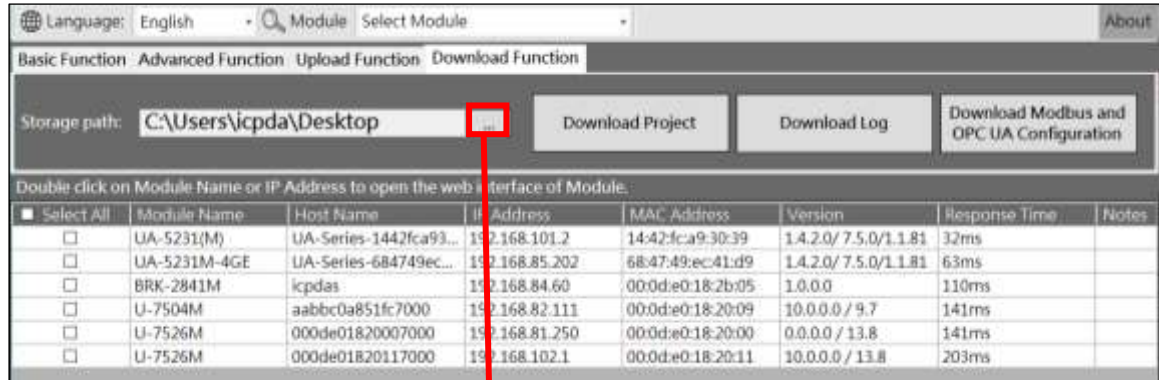 Language: English Module Select Module About
Basic Function Advanced Function Upload Function Download Function
Storage path: C:\Users\icpda\Desktop ... Download Project Download Log Download Modbus and
OPC UA Configuration
Double click on Module Name or IP Address to open the web interface of Module.
Select All Module Name Host Name IP Address MAC Address Version Response Time Notes
UA-5231(M) UA-Series-1442fca93... 192.168.101.2 14:42:fc:a9:30:39 1.4.2.0/ 7.5.0/1.1.81 32ms
UA-5231M-4GE UA-Series-684749ec... 192.168.85.202 68:47:49:ec:41:d9 1.4.2.0/ 7.5.0/1.1.81 63ms
BRK-2841M icpdas 192.168.84.60 00:0d:e0:18:2b:05 1.0.0.0 110ms
U-7504M aabbc0a851fc7000 192.168.82.111 00:0d:e0:18:20:09 10.0.0.0 / 9.7 141ms
U-7526M 000de01820007000 192.168.81.250 00:0d:e0:18:20:00 0.0.0.0 / 13.8 141ms
U-7526M 000de01820117000 192.168.102.1 00:0d:e0:18:20:11 10.0.0.0 / 13.8 203ms